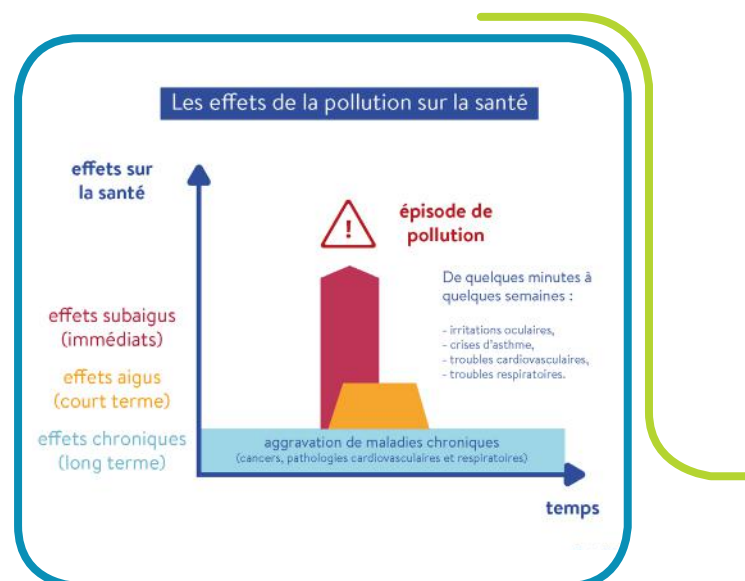 Les effets de la pollution sur la santé
effets sur
la santé
!
épisode de
pollution
De quelques minutes à
quelques semaines :
- irritations oculaires,
- crises d'asthme,
- troubles cardiovasculaires,
- troubles respiratoires.
effets subaigus
(immédiats)
effets aigus
(court terme)
effets chroniques
(long terme)
aggravation de maladies chroniques
(cancers, pathologies cardiovasculaires et respiratoires)
temps